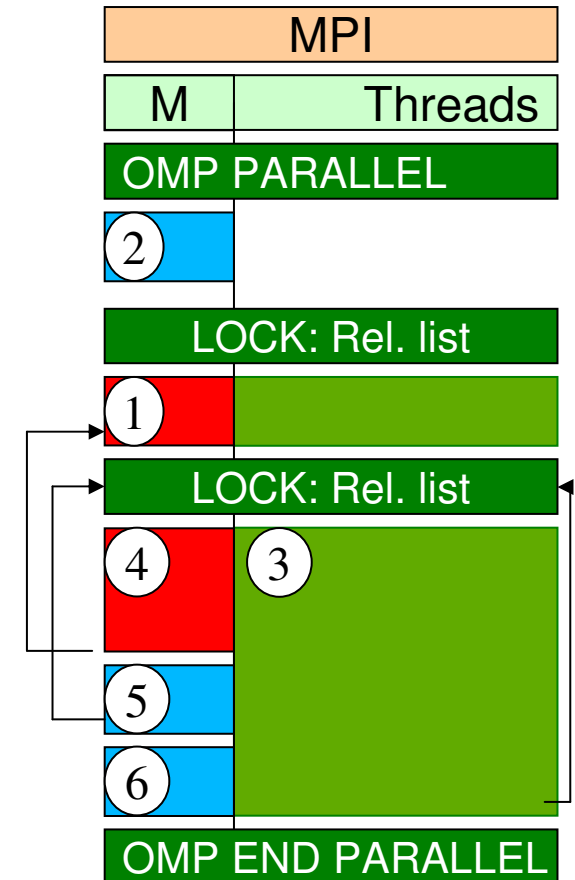 MPI
M Threads
OMP PARALLEL
2
LOCK: Rel. list
1
LOCK: Rel. list
4 3
5
6
OMP END PARALLEL